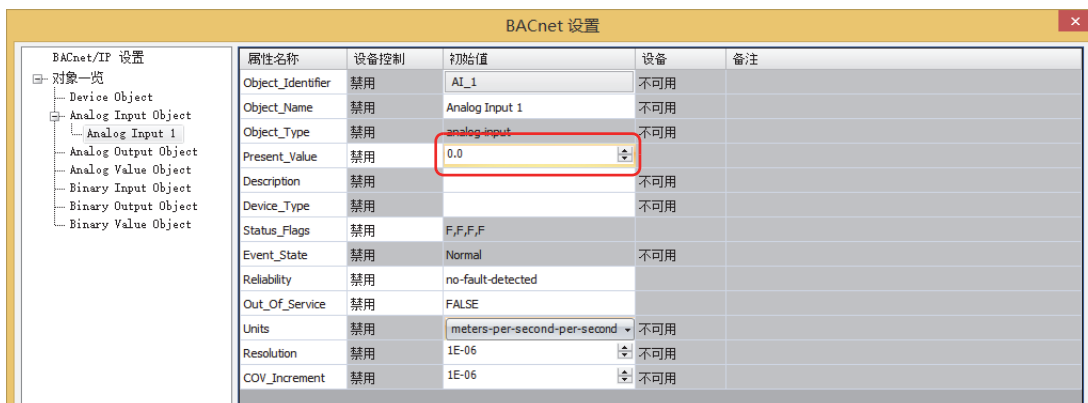 BACnet 设置
BACnet/IP 设置
对象一览
Device Object
Analog Input Object
Analog Input 1
Analog Output Object
Analog Value Object
Binary Input Object
Binary Output Object
Binary Value Object
属性名称 设备控制 初始值 设备 备注
Object_Identifier 禁用 AI_1 不可用
Object_Name 禁用 Analog Input 1 不可用
Object_Type 禁用 analog-input 不可用
Present_Value 禁用 0.0
Description 禁用 不可用
Device_Type 禁用 不可用
Status_Flags 禁用 F,F,F,F
Event_State 禁用 Normal 不可用
Reliability 禁用 no-fault-detected
Out_Of_Service 禁用 FALSE
Units 禁用 meters-per-second-per-second 不可用
Resolution 禁用 1E-06 不可用
COV_Increment 禁用 1E-06 不可用